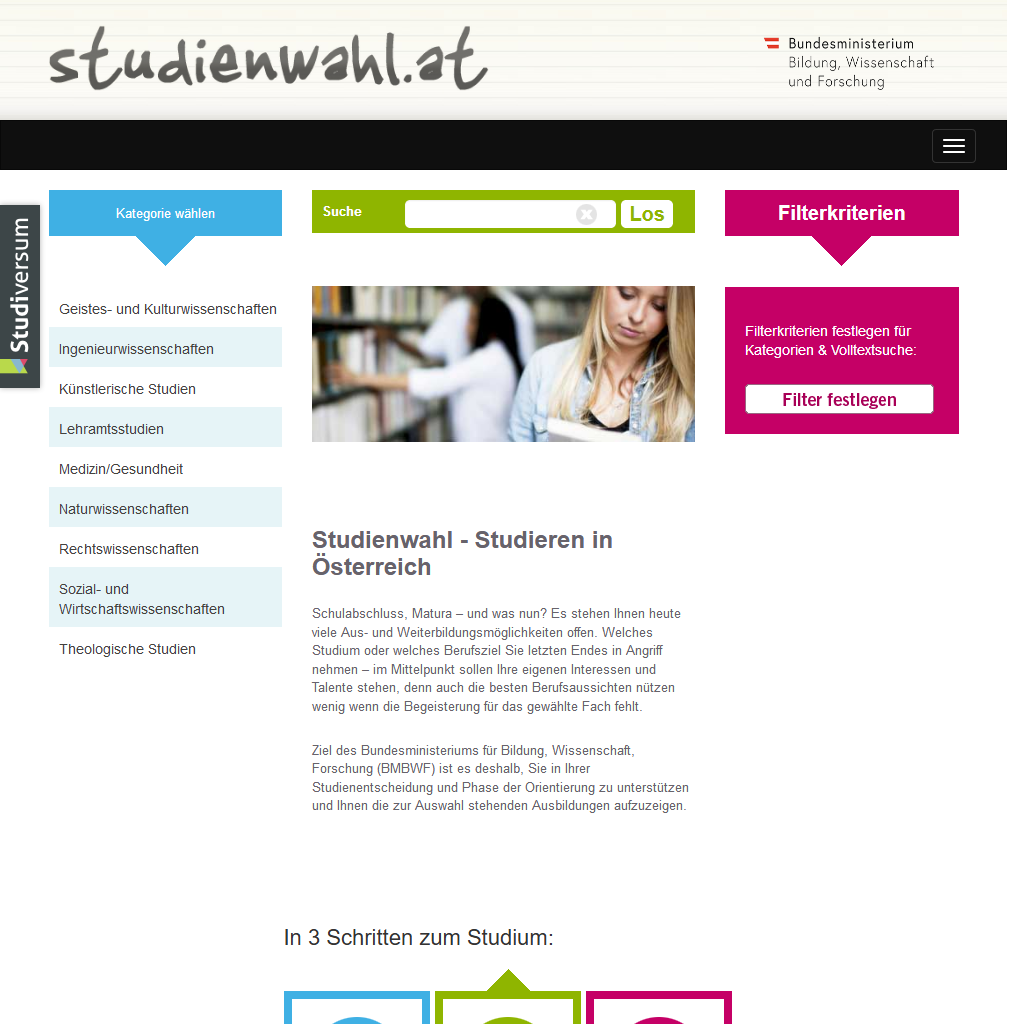 studienwahl.at
Bundesministerium
Bildung, Wissenschaft
und Forschung
Kategorie wählen
Suche
Los
Filterkriterien
Studiversum
Geistes- und Kulturwissenschaften
Ingenieurwissenschaften
Künstlerische Studien
Lehramtsstudien
Medizin/Gesundheit
Naturwissenschaften
Rechtswissenschaften
Sozial- und
Wirtschaftswissenschaften
Theologische Studien
Filterkriterien festlegen für
Kategorien & Volltextsuche:
Filter festlegen
Studienwahl - Studieren in
Österreich
Schulabschluss, Matura – und was nun? Es stehen Ihnen heute
viele Aus- und Weiterbildungsmöglichkeiten offen. Welches
Studium oder welches Berufsziel Sie letzten Endes in Angriff
nehmen – im Mittelpunkt sollen Ihre eigenen Interessen und
Talente stehen, denn auch die besten Berufsaussichten nützen
wenig wenn die Begeisterung für das gewählte Fach fehlt.
Ziel des Bundesministeriums für Bildung, Wissenschaft,
Forschung (BMBWF) ist es deshalb, Sie in Ihrer
Studienentscheidung und Phase der Orientierung zu unterstützen
und Ihnen die zur Auswahl stehenden Ausbildungen aufzuzeigen.
In 3 Schritten zum Studium: